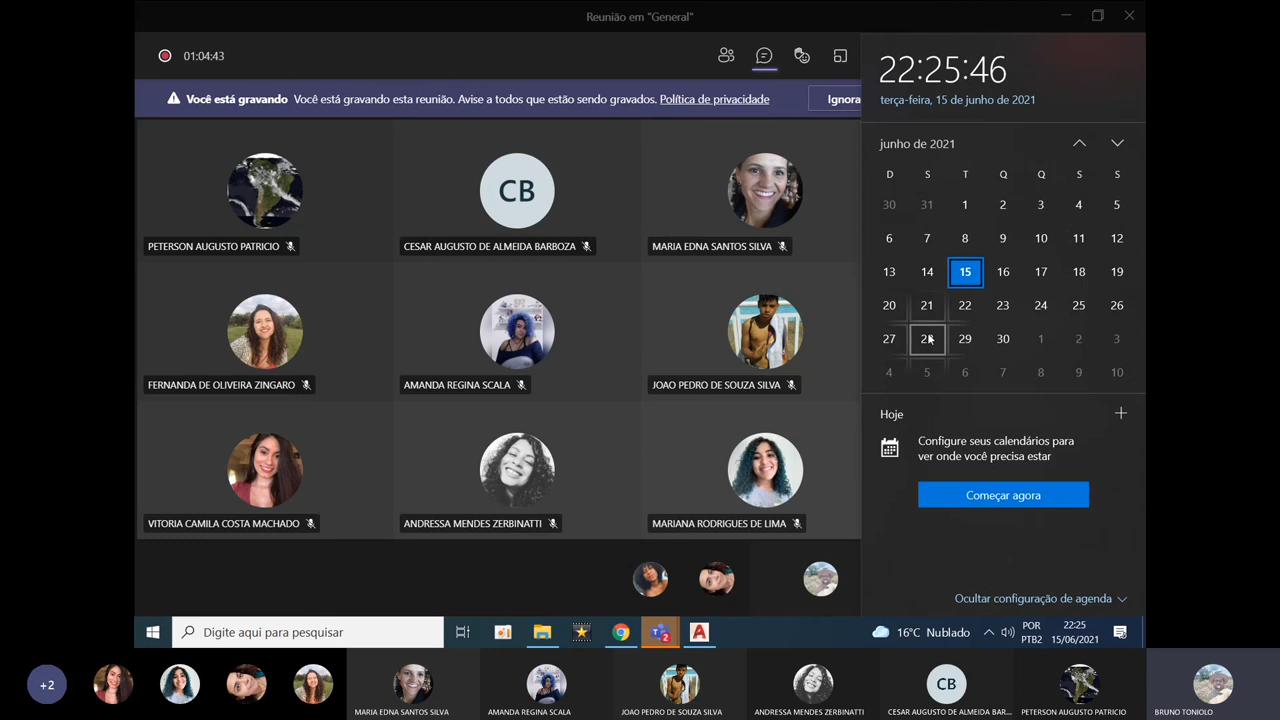 Reunião em "General"
01:04:43
Você está gravando Você está gravando esta reunião. Avise a todos que estão sendo gravados. Política de privacidade
Ignora
CB
PETERSON AUGUSTO PATRICIO
CESAR AUGUSTO DE ALMEIDA BARBOZA
MARIA EDNA SANTOS SILVA
FERNANDA DE OLIVEIRA ZINGARO
AMANDA REGINA SCALA
JOAO PEDRO DE SOUZA SILVA
VITORIA CAMILA COSTA MACHADO
ANDRESSA MENDES ZERBINATTI
MARIANA RODRIGUES DE LIMA
22:25:46
terça-feira, 15 de junho de 2021
junho de 2021
D S T Q Q S S
30 31 1 2 3 4 5
6 7 8 9 10 11 12
13 14 15 16 17 18 19
20 21 22 23 24 25 26
27 28 29 30 1 2 3
4 5 6 7 8 9 10
Hoje
Configure seus calendários para
ver onde você precisa estar
Começar agora
Ocultar configuração de agenda
Digite aqui para pesquisar
2
A
16°C Nublado
POR
PTB2
22:25
15/06/2021
+2
CB
MARIA EDNA SANTOS SILVA
AMANDA REGINA SCALA
JOAO PEDRO DE SOUZA SILVA
ANDRESSA MENDES ZERBINATTI
CESAR AUGUSTO DE ALMEIDA BAR...
PETERSON AUGUSTO PATRICIO
BRUNO TONIOLO